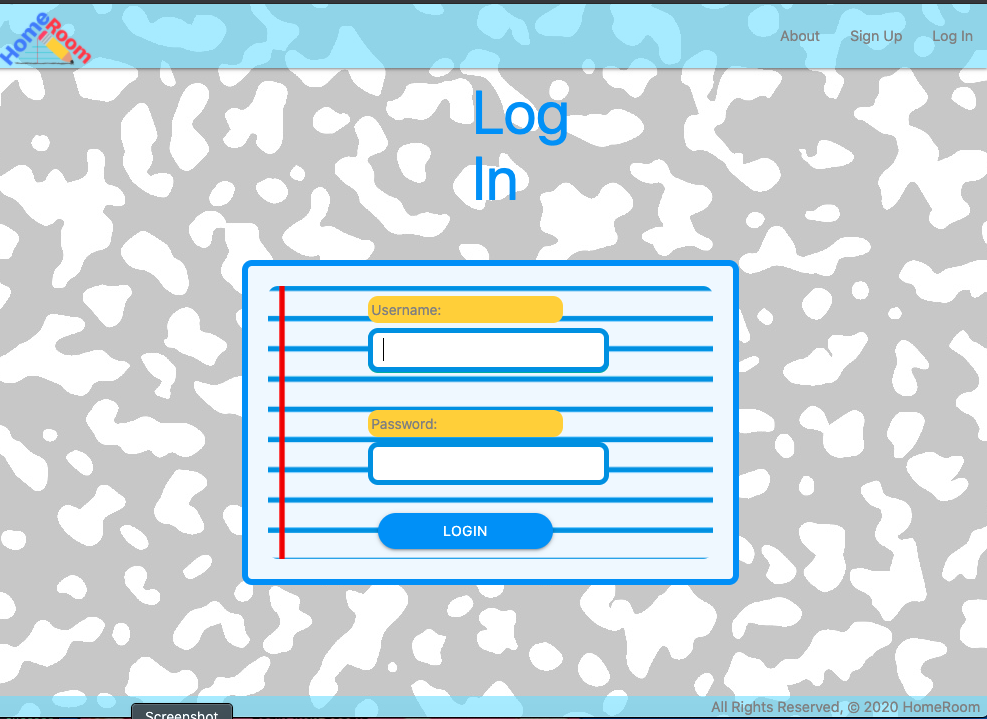 HomeRoom
About Sign Up Log In
Log
In
Username:
Password:
LOGIN
All Rights Reserved, © 2020 HomeRoom
Screenshot